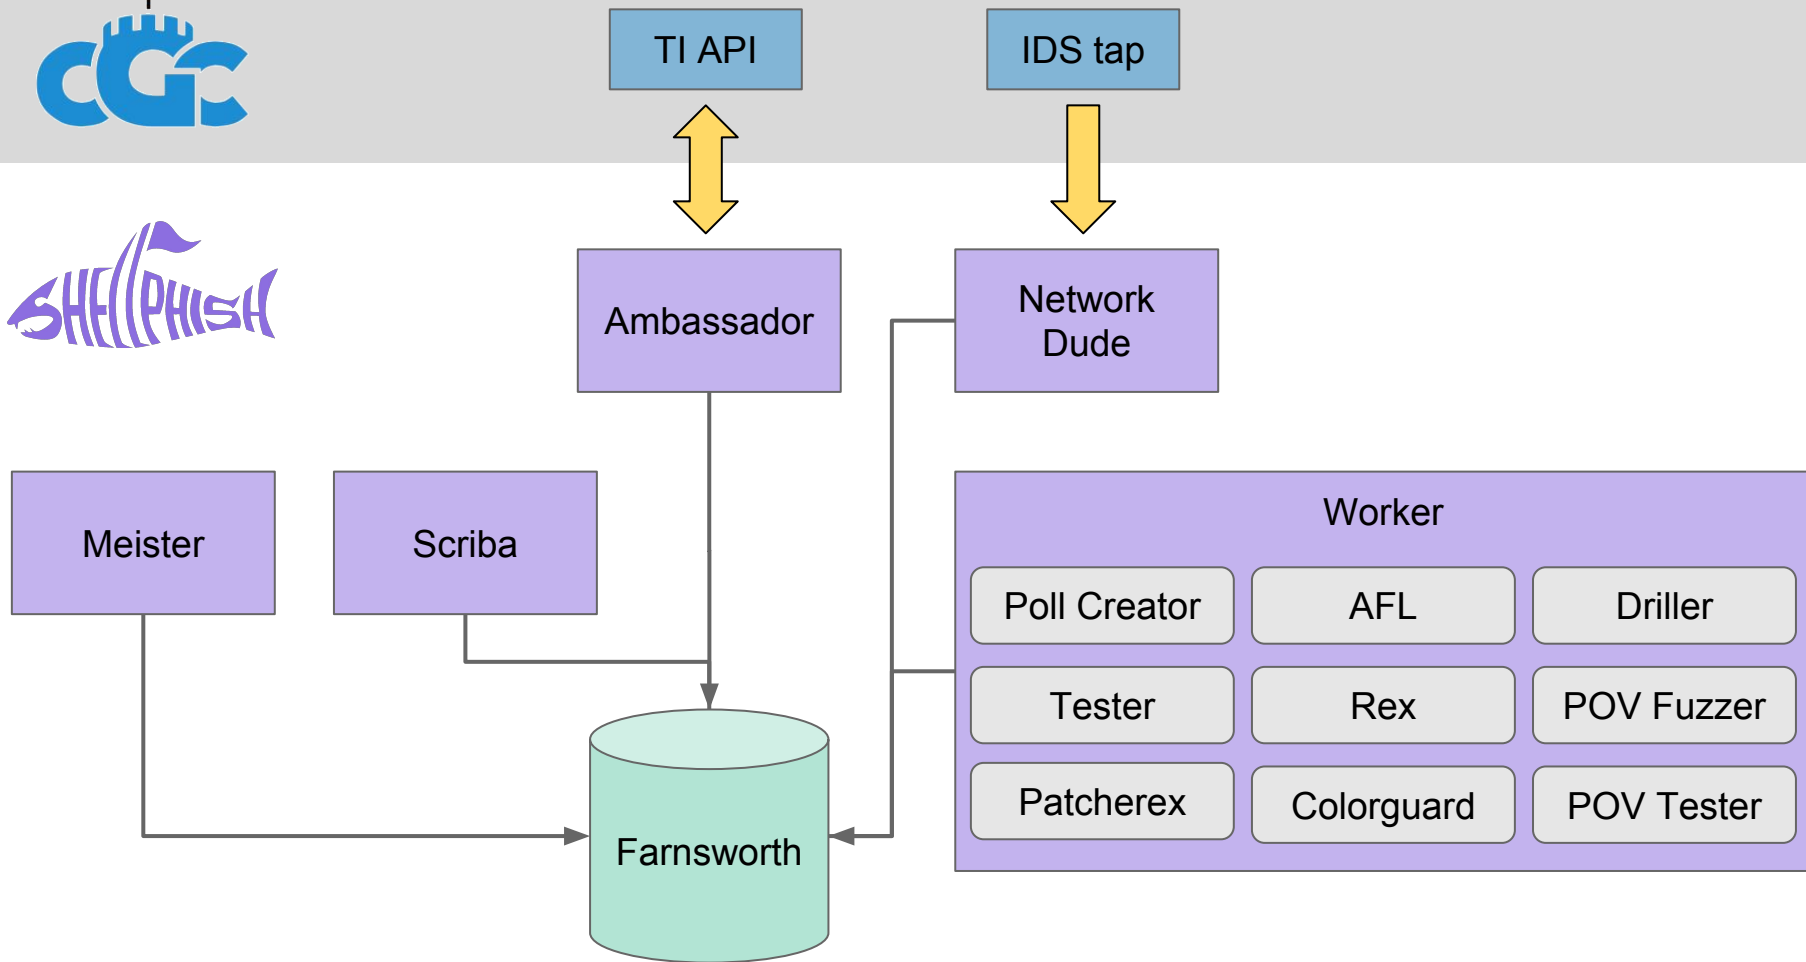 CGC
TI API
IDS tap
SHELLPHISH
Ambassador
Network
Dude
Meister
Scriba
Worker
Poll Creator
AFL
Driller
Tester
Rex
POV Fuzzer
Patcherex
Colorguard
POV Tester
Farnsworth